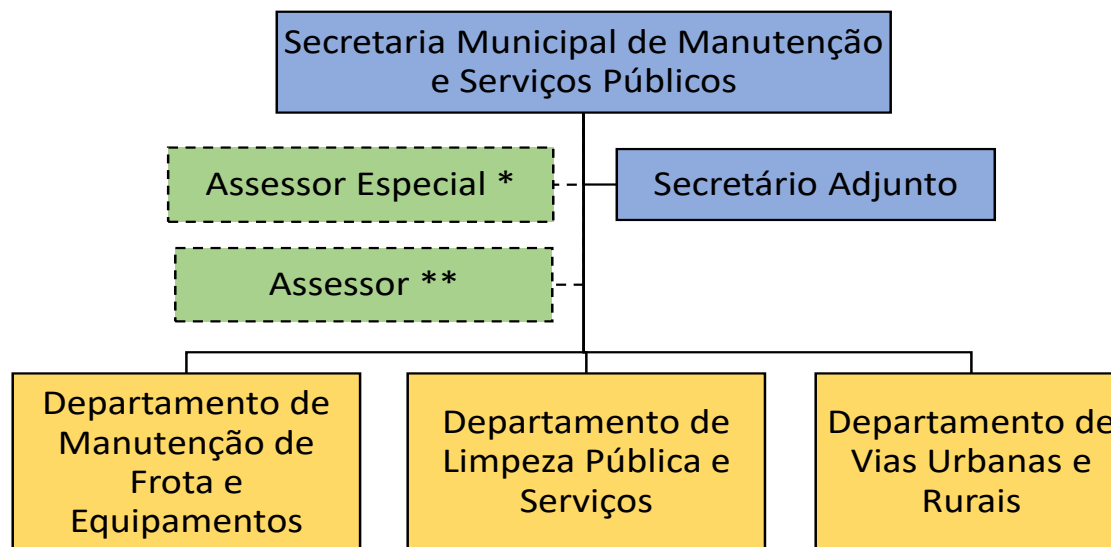 Secretaria Municipal de Manutenção
e Serviços Públicos
Assessor Especial *
Secretário Adjunto
Assessor **
Departamento de
Manutenção de
Frota e
Equipamentos
Departamento de
Limpeza Pública e
Serviços
Departamento de
Vias Urbanas e
Rurais